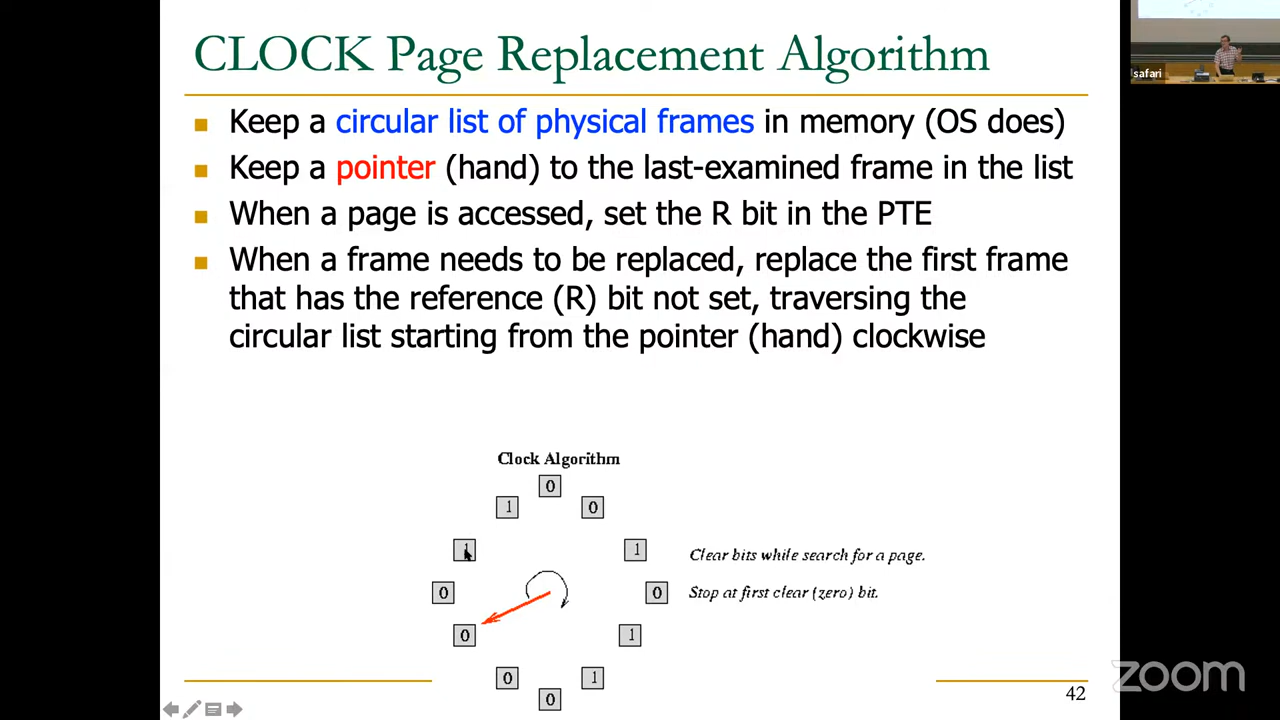 CLOCK Page Replacement Algorithm
safari
Keep a circular list of physical frames in memory (OS does)
Keep a pointer (hand) to the last-examined frame in the list
When a page is accessed, set the R bit in the PTE
When a frame needs to be replaced, replace the first frame
that has the reference (R) bit not set, traversing the
circular list starting from the pointer (hand) clockwise
Clock Algorithm
0
1 0
1 1
Clear bits while search for a page.
0 0
Stop at first clear (zero) bit.
0 1
0 1
0
42
zoom